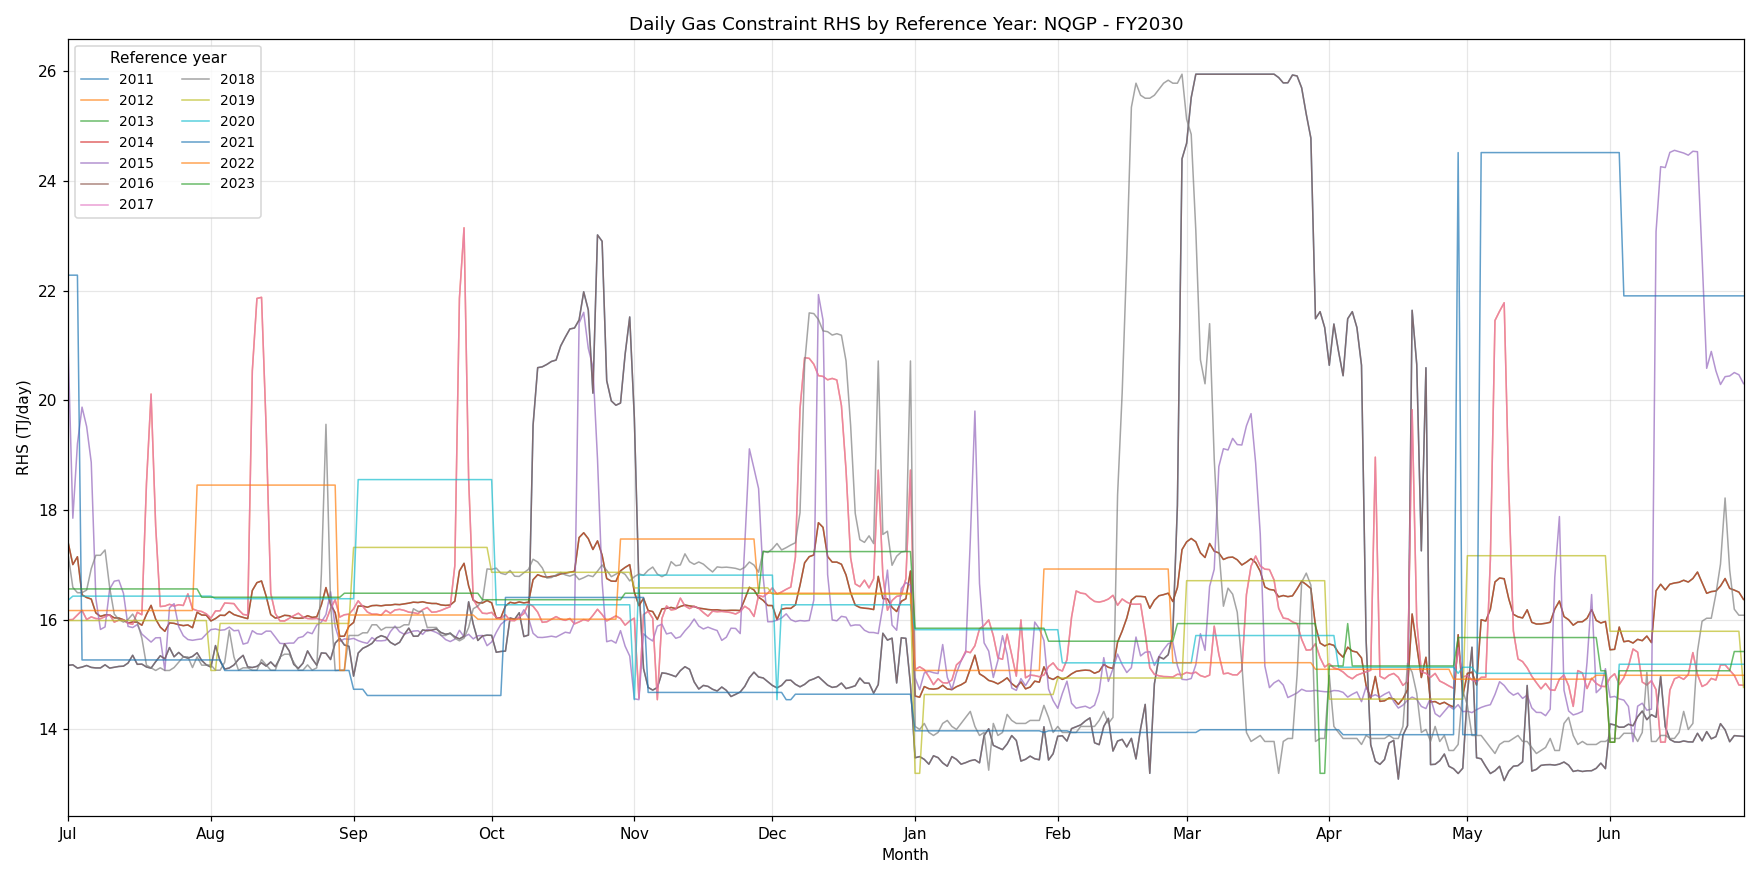 Daily Gas Constraint RHS by Reference Year: NQGP - FY2030
Reference year
2011 2018
2012 2019
2013 2020
2014 2021
2015 2022
2016 2023
2017
26
24
22
20
18
16
14
RHS (TJ/day)
Jul Aug Sep Oct Nov Dec Jan Feb Mar Apr May Jun
Month